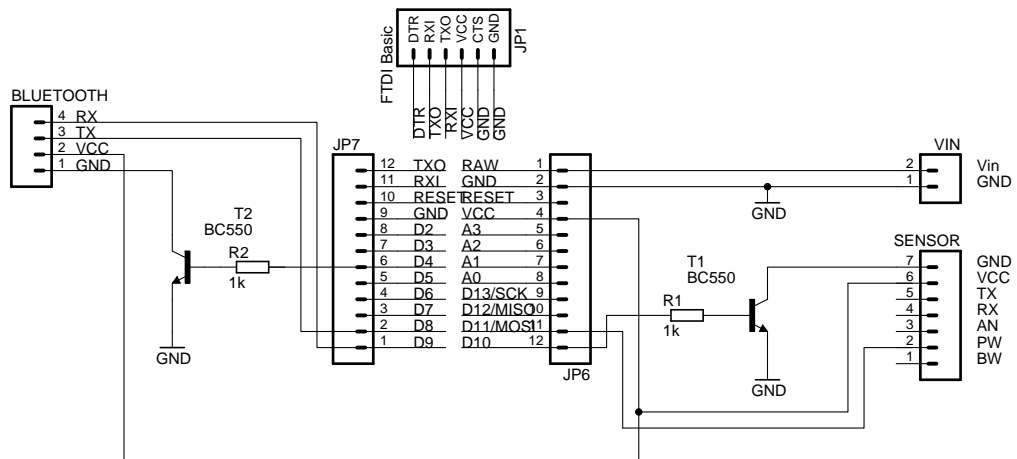 FTDI Basic
DTR
RXI
TXO
VCC
CTS
GND
JP1
DTR
TXO
RXI
VCC
GND
GND
BLUETOOTH
4 RX
3 TX
2 VCC
1 GND
T2
BC550
R2
1k
GND
JP7
12 TXO
11 RXI
10 RESET
9 GND
8 D2
7 D3
6 D4
5 D5
4 D6
3 D7
2 D8
1 D9
RAW 1
GND 2
RESET 3
VCC 4
A3 5
A2 6
A1 7
A0 8
D13/SCK 9
D12/MISO 10
D11/MOSI 11
D10 12
JP6
VIN
2 Vin
1 GND
GND
T1
BC550
R1
1k
GND
SENSOR
7 GND
6 VCC
5 TX
4 RX
3 AN
2 PW
1 BW